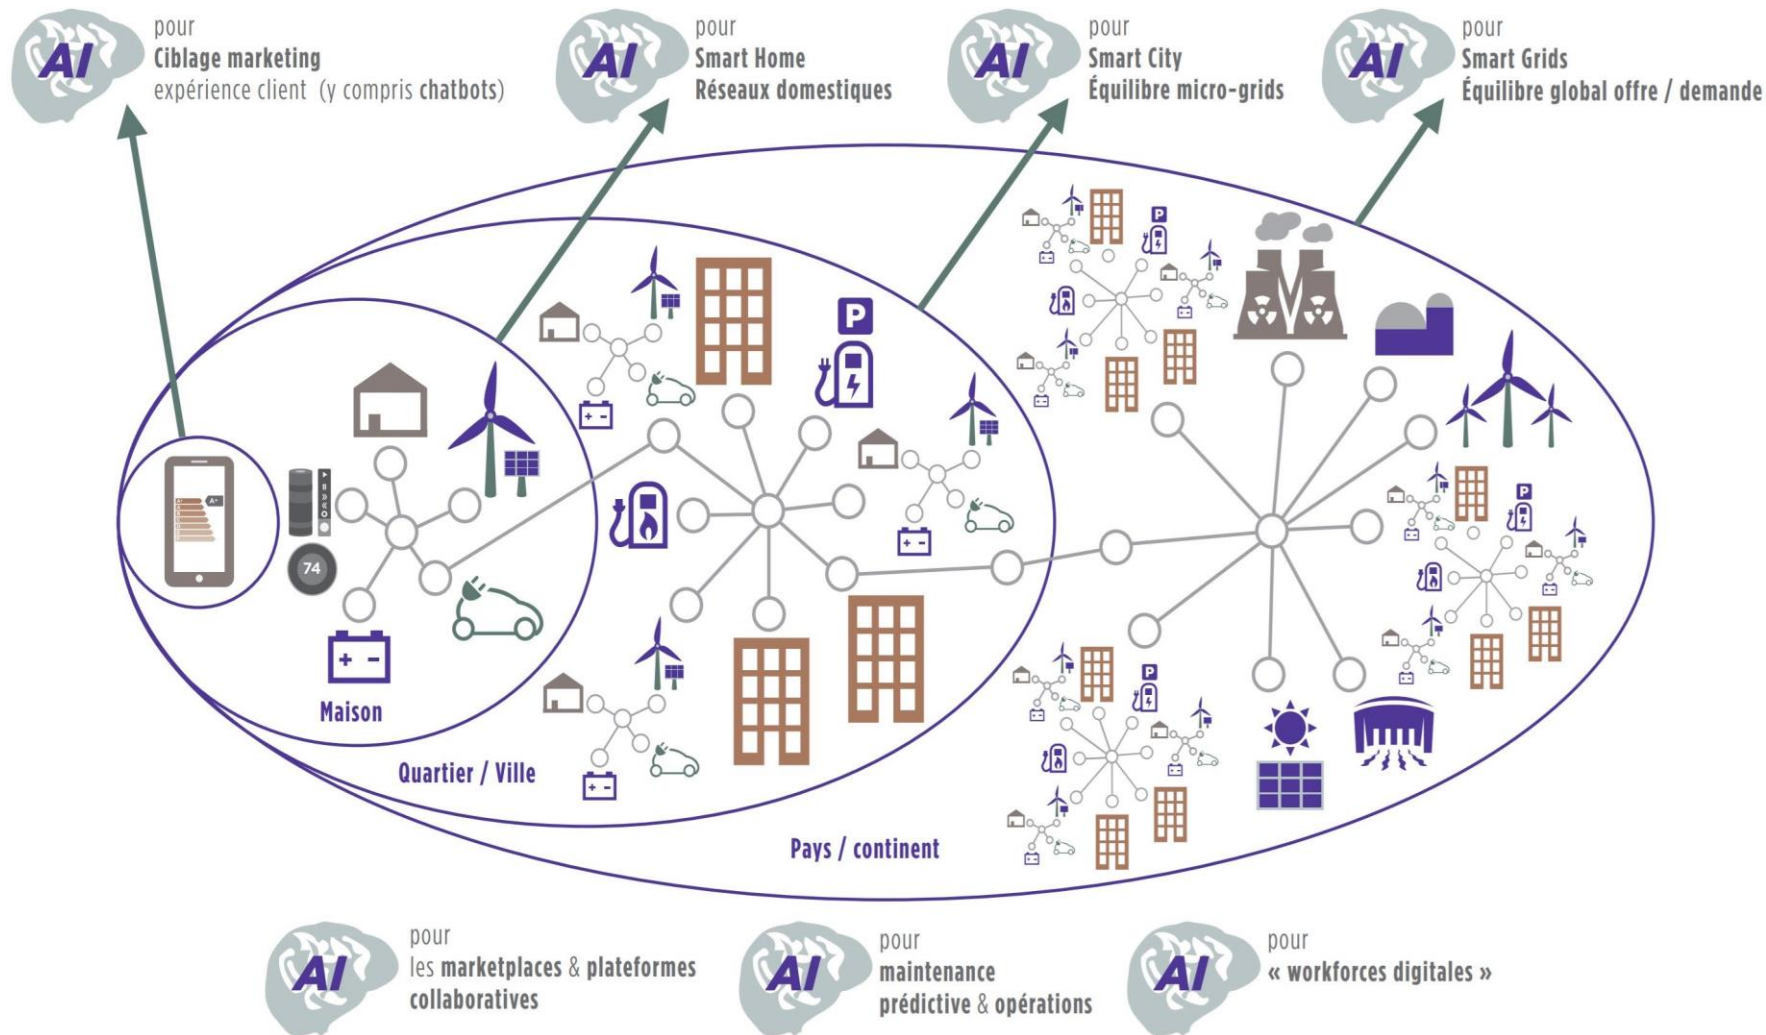 AI
pour
Ciblage marketing
expérience client (y compris chatbots)
AI
pour
Smart Home
Réseaux domestiques
AI
pour
Smart City
Équilibre micro-grids
AI
pour
Smart Grids
Équilibre global offre / demande
P
P
A+
74
Maison
P
Quartier / Ville
P
Pays / continent
AI
pour
les marketplaces & plateformes
collaboratives
AI
pour
maintenance
prédictive & opérations
AI
pour
« workforces digitales »